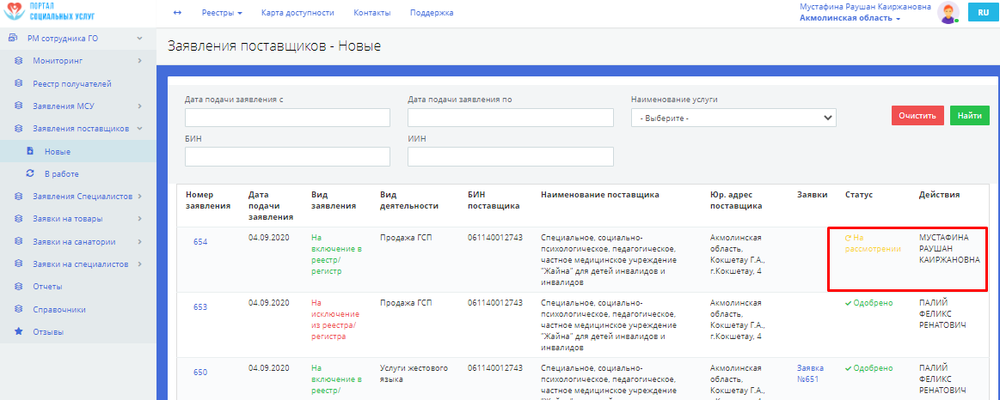 ПОРТАЛ
СОЦИАЛЬНЫХ УСЛУГ
Реестры
Карта доступности
Контакты
Поддержка
Мустафина Раушан Каиржановна
Акмолинская область
RU
РМ сотрудника ГО
Мониторинг
Реестр получателей
Заявления МСУ
Заявления поставщиков
Новые
В работе
Заявления Специалистов
Заявки на товары
Заявки на санатории
Заявки на специалистов
Отчеты
Справочники
Отзывы
Заявления поставщиков - Новые
Дата подачи заявления с
Дата подачи заявления по
Наименование услуги
- Выберите -
Очистить
Найти
БИН
ИИН
Номер
заявления
Дата
подачи
заявления
Вид
заявления
Вид
деятельности
БИН
поставщика
Наименование поставщика
Юр. адрес
поставщика
Заявки
Статус
Действия
654
04.09.2020
На
включение в
реестр/
регистр
Продажа ГСП
061140012743
Специальное, социально-
психологическое, педагогическое,
частное медицинское учреждение
"Жайна" для детей инвалидов и
инвалидов
Акмолинская
область,
Кокшетау Г.А.,
г.Кокшетау, 4
На
рассмотрении
МУСТАФИНА
РАУШАН
КАИРЖАНОВНА
653
04.09.2020
На
исключение
из реестра/
регистра
Продажа ГСП
061140012743
Специальное, социально-
психологическое, педагогическое,
частное медицинское учреждение
"Жайна" для детей инвалидов и
инвалидов
Акмолинская
область,
Кокшетау Г.А.,
г.Кокшетау, 4
Одобрено
ПАЛИЙ
ФЕЛИКС
РЕНАТОВИЧ
650
04.09.2020
На
включение в
реестр/
Услуги жестового
языка
061140012743
Специальное, социально-
психологическое, педагогическое,
частное медицинское учреждение
Акмолинская
область,
Кокшетау Г.А.,
Заявка
№651
Одобрено
ПАЛИЙ
ФЕЛИКС
РЕНАТОВИЧ